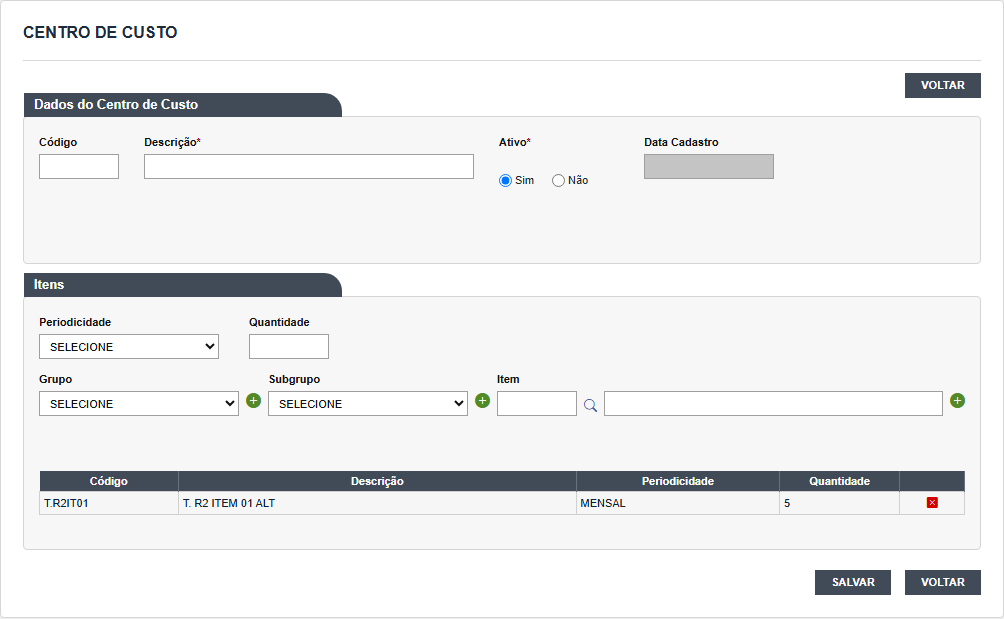 CENTRO DE CUSTO
VOLTAR
Dados do Centro de Custo
Código Descrição* Ativo* Data Cadastro
Sim Não
Itens
Periodicidade Quantidade
SELECIONE
Grupo Subgrupo Item
SELECIONE SELECIONE
Código Descrição Periodicidade Quantidade
T.R2IT01 T. R2 ITEM 01 ALT MENSAL 5
SALVAR VOLTAR